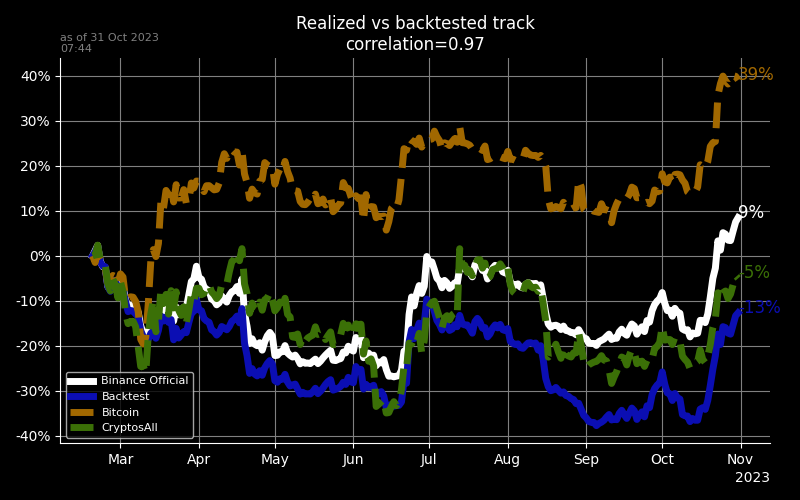 Realized vs backtested track
correlation=0.97
as of 31 Oct 2023
07:44
40%
30%
20%
10%
0%
-10%
-20%
-30%
-40%
39%
9%
-5%
-13%
Binance Official
Backtest
Bitcoin
CryptosAll
Mar
Apr
May
Jun
Jul
Aug
Sep
Oct
Nov
2023